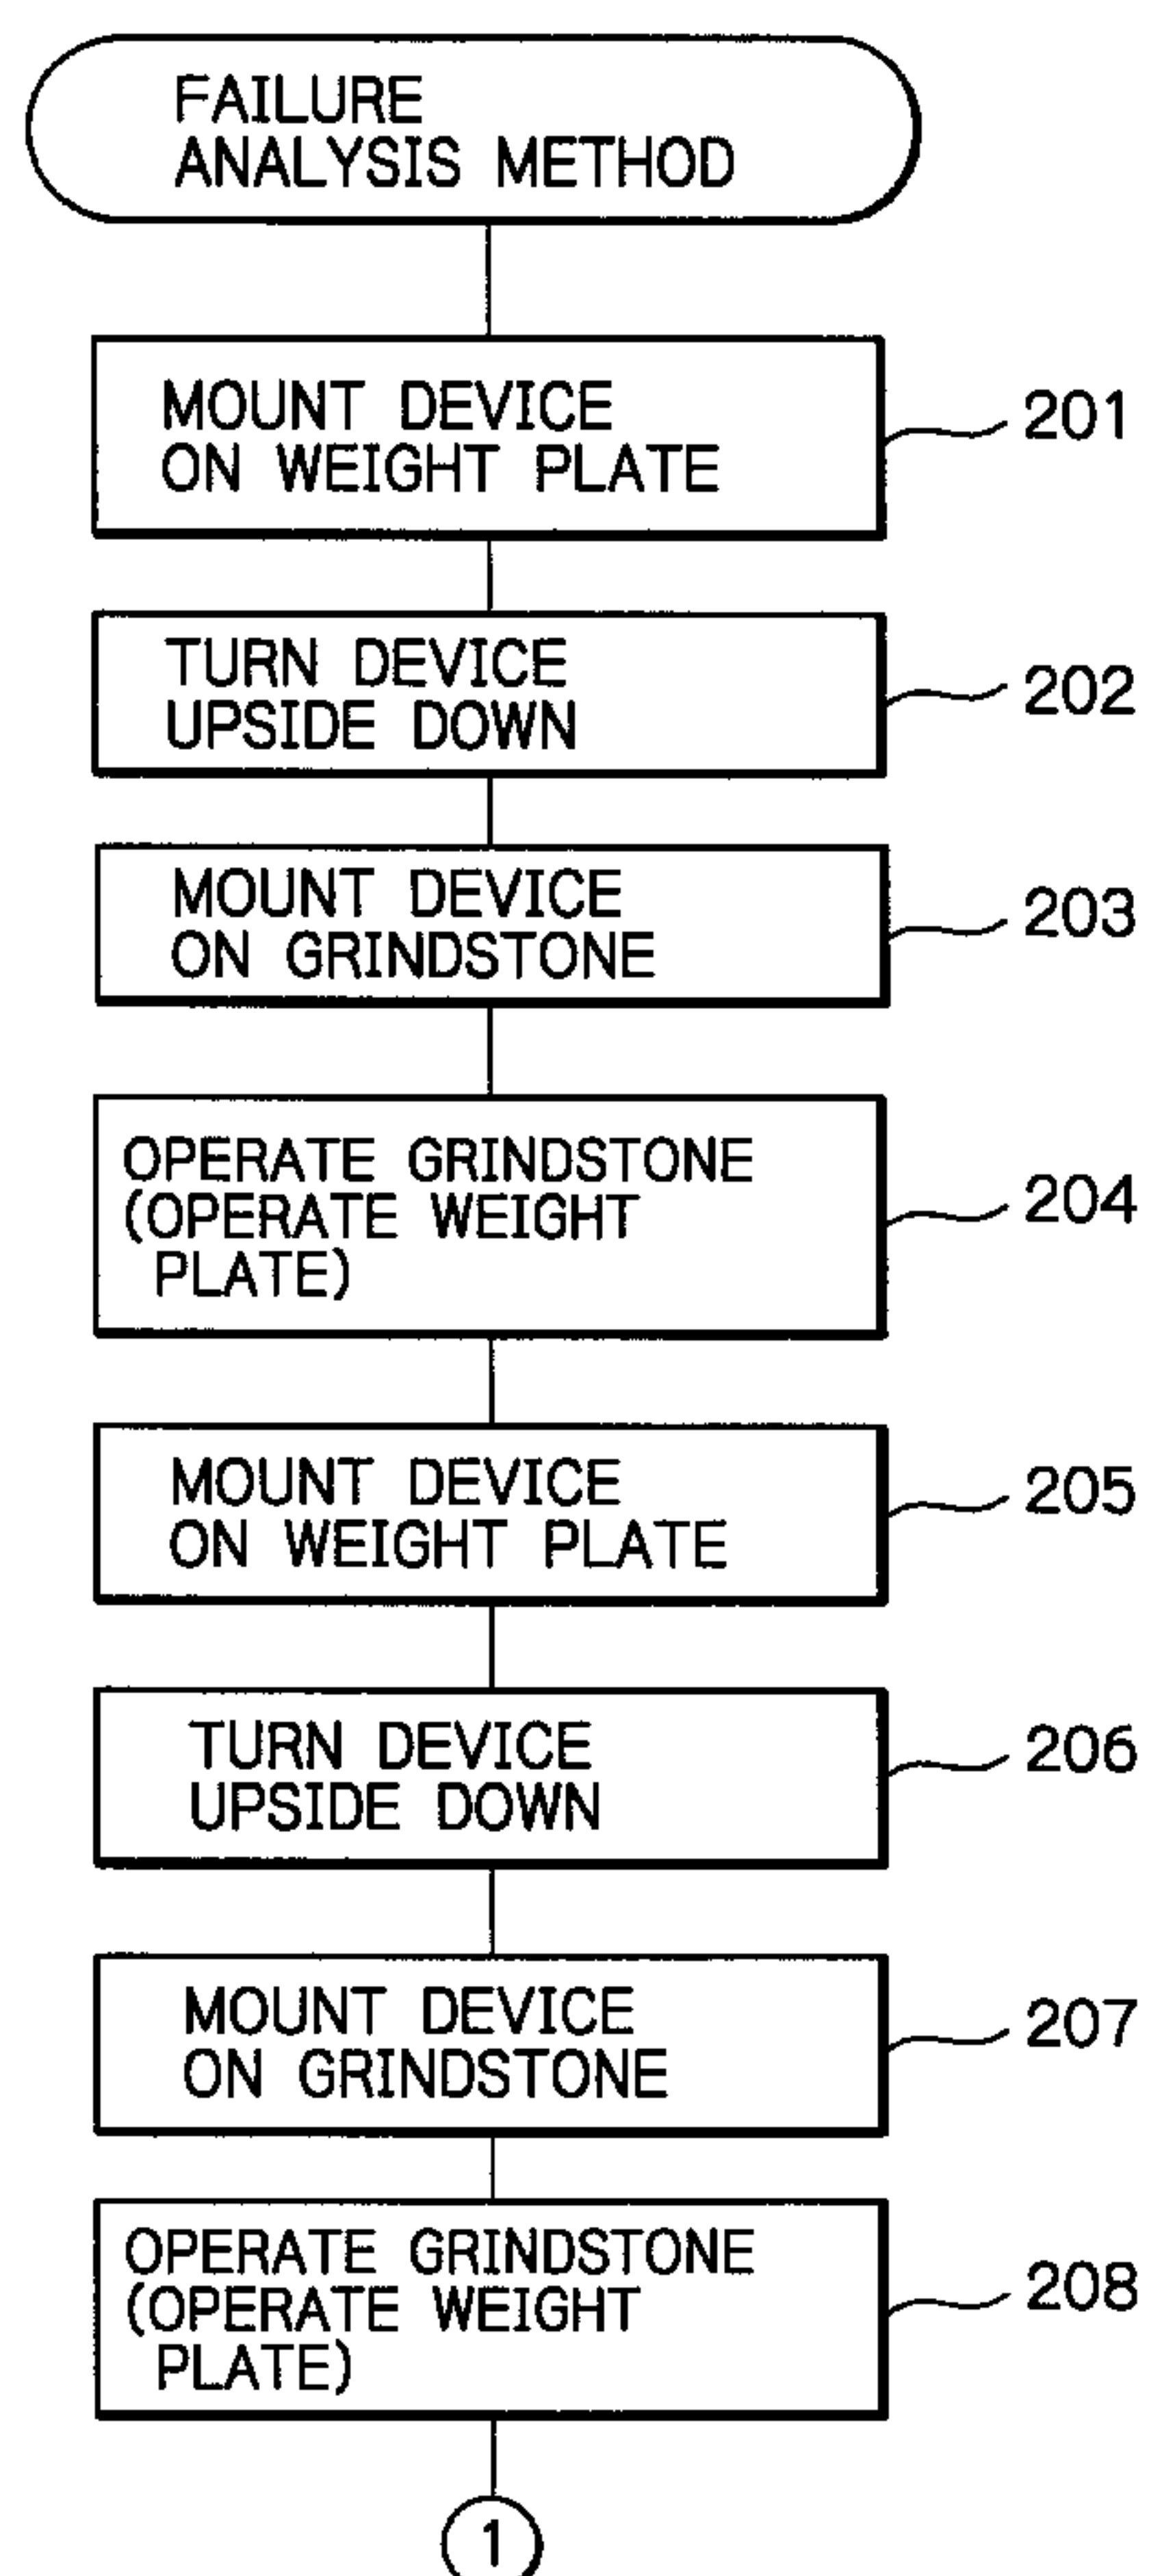 FAILURE
ANALYSIS METHOD
MOUNT DEVICE
ON WEIGHT PLATE
201
TURN DEVICE
UPSIDE DOWN
202
MOUNT DEVICE
ON GRINDSTONE
203
OPERATE GRINDSTONE
(OPERATE WEIGHT
PLATE)
204
MOUNT DEVICE
ON WEIGHT PLATE
205
TURN DEVICE
UPSIDE DOWN
206
MOUNT DEVICE
ON GRINDSTONE
207
OPERATE GRINDSTONE
(OPERATE WEIGHT
PLATE)
208
1